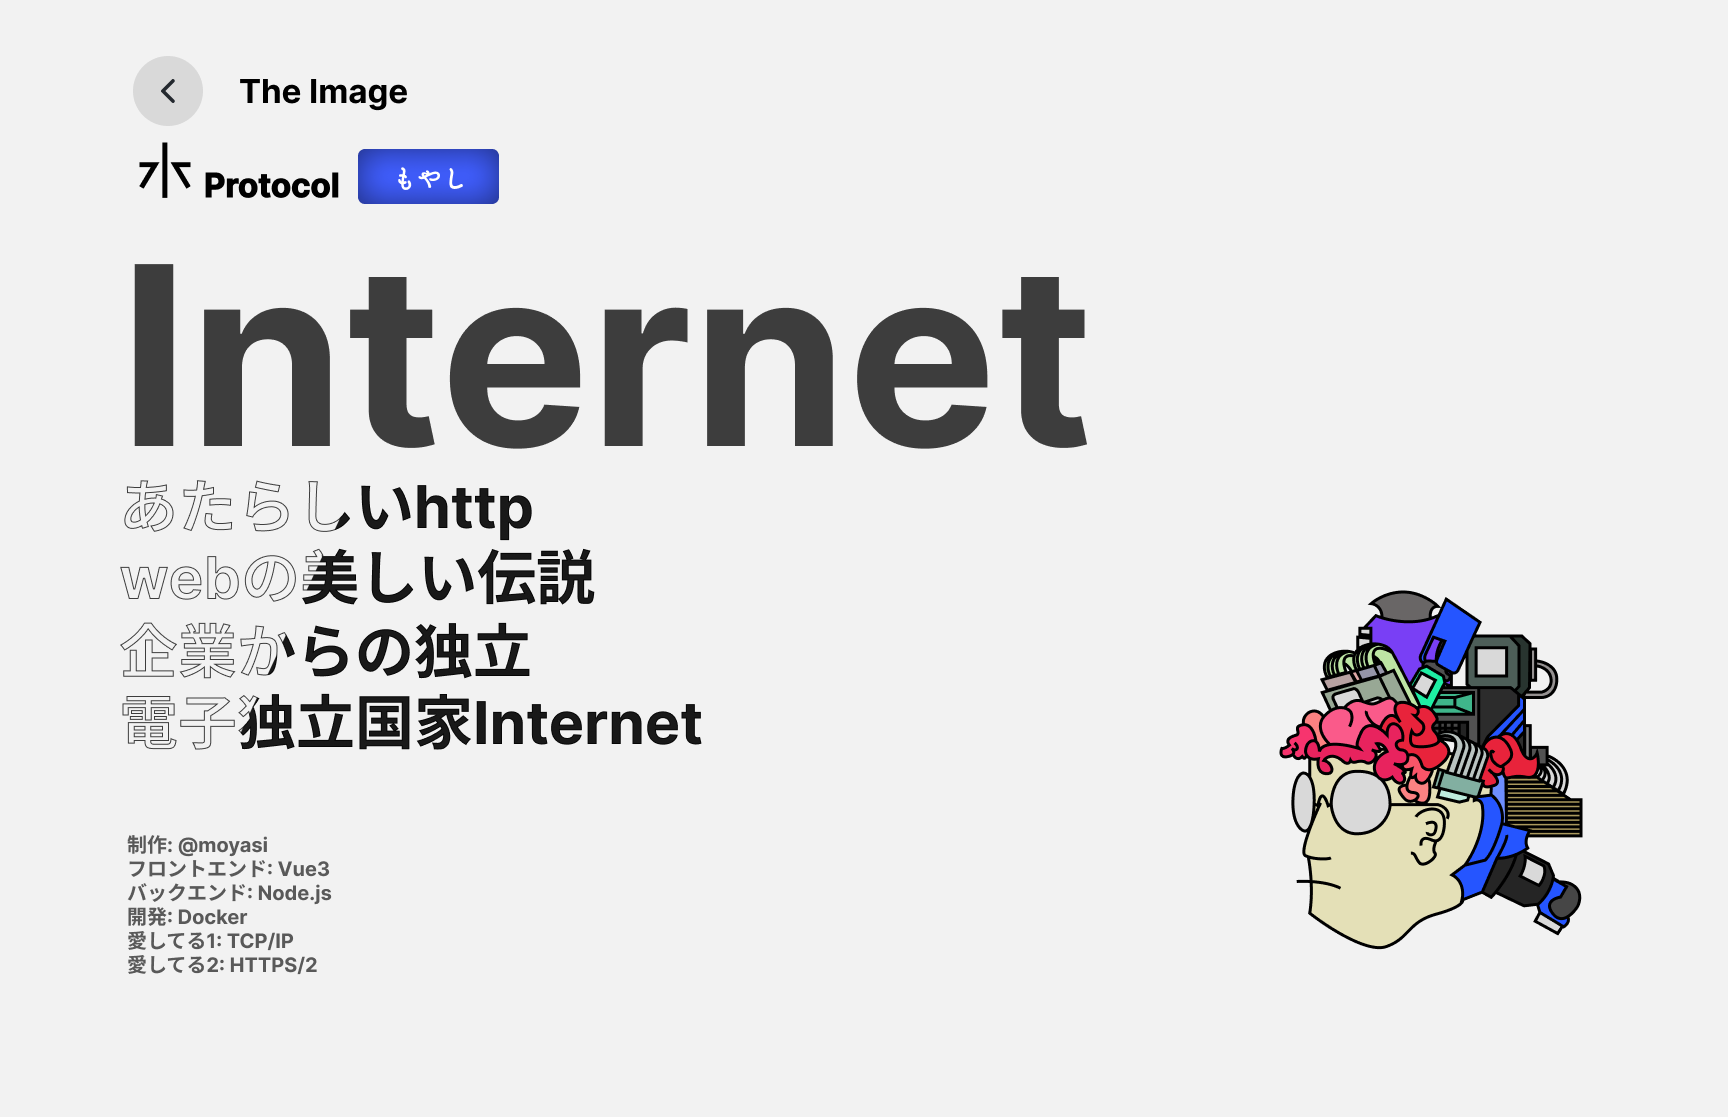 The Image
水 Protocol もやし
Internet
あたらしいhttp
webの美しい伝説
企業からの独立
電子独立国家Internet
制作: @moyasi
フロントエンド: Vue3
バックエンド: Node.js
開発: Docker
愛してる1: TCP/IP
愛してる2: HTTPS/2